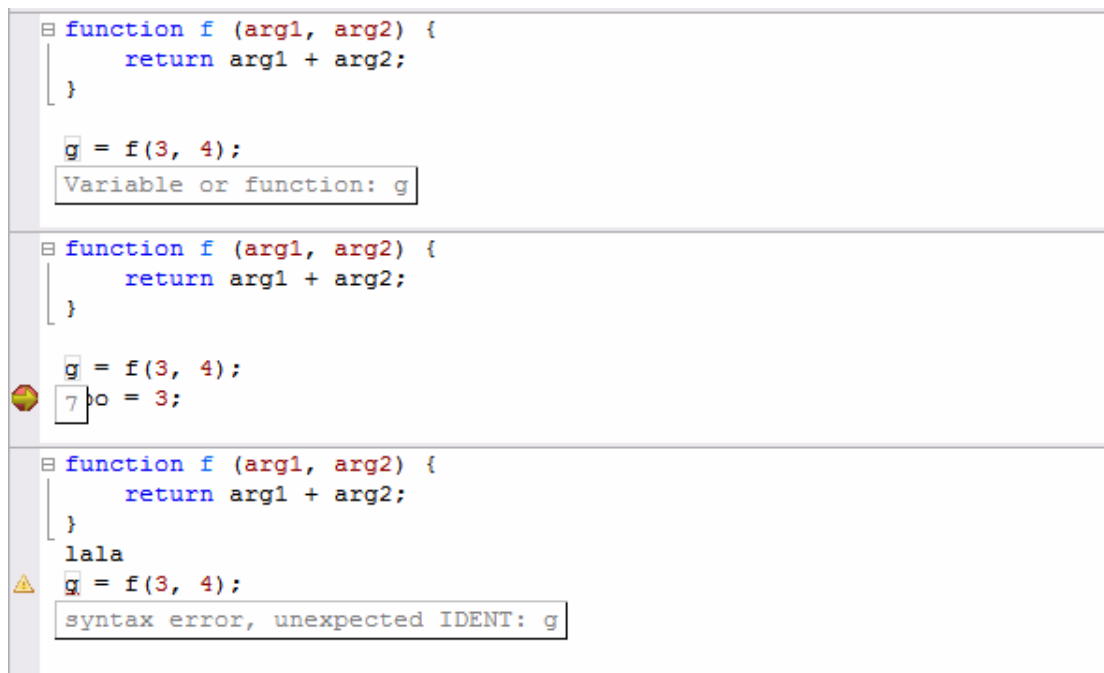 function f (arg1, arg2) {
return arg1 + arg2;
}
g = f(3, 4);
Variable or function: g
function f (arg1, arg2) {
return arg1 + arg2;
}
g = f(3, 4);
7 o = 3;
function f (arg1, arg2) {
return arg1 + arg2;
}
lala
g = f(3, 4);
syntax error, unexpected IDENT: g